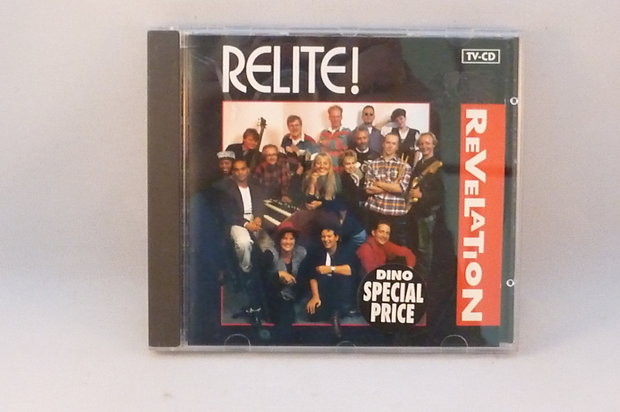 RELITE!
TV-CD
REVELATION
DINO
SPECIAL
PRICE